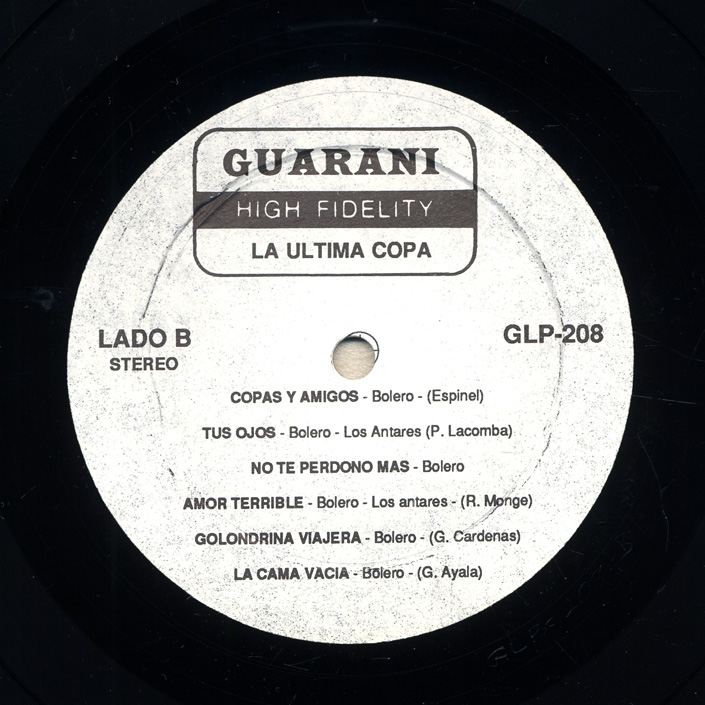 GUARANI
HIGH FIDELITY
LA ULTIMA COPA
LADO B
STEREO
GLP-208
COPAS Y AMIGOS - Bolero - (Espinel)
TUS OJOS - Bolero - Los Antares (P. Lacomba)
NO TE PERDONO MAS - Bolero
AMOR TERRIBLE - Bolero - Los antares - (R. Monge)
GOLONDRINA VIAJERA - Bolero - (G. Cardenas)
LA CAMA VACIA - Bolero - (G. Ayala)